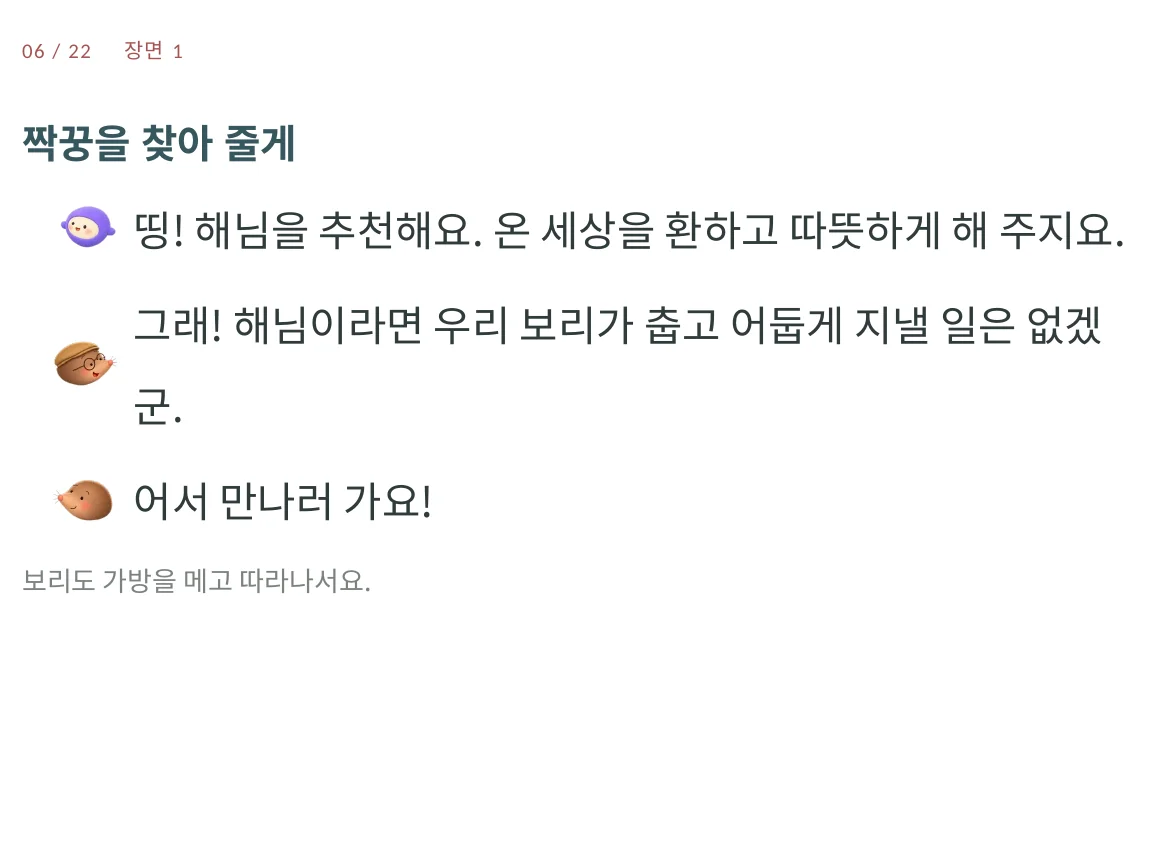 06 / 22 장면 1
짝꿍을 찾아 줄게
띵! 해님을 추천해요. 온 세상을 환하고 따뜻하게 해 주지요.
그래! 해님이라면 우리 보리가 춥고 어둡게 지낼 일은 없겠
군.
어서 만나러 가요!
보리도 가방을 메고 따라나서요.